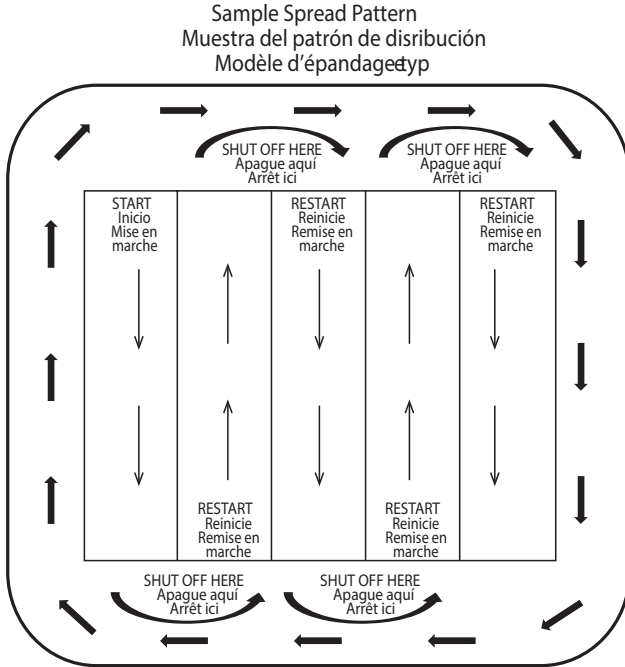 Sample Spread Pattern
Muestra del patrón de disribución
Modèle d'épandageetyp
SHUT OFF HERE
Apague aquí
Arrêt ici
SHUT OFF HERE
Apague aquí
Arrêt ici
START
Inicio
Mise en
marche
RESTART
Reinicie
Remise en
marche
RESTART
Reinicie
Remise en
marche
RESTART
Reinicie
Remise en
marche
RESTART
Reinicie
Remise en
marche
SHUT OFF HERE
Apague aquí
Arrêt ici
SHUT OFF HERE
Apague aquí
Arrêt ici